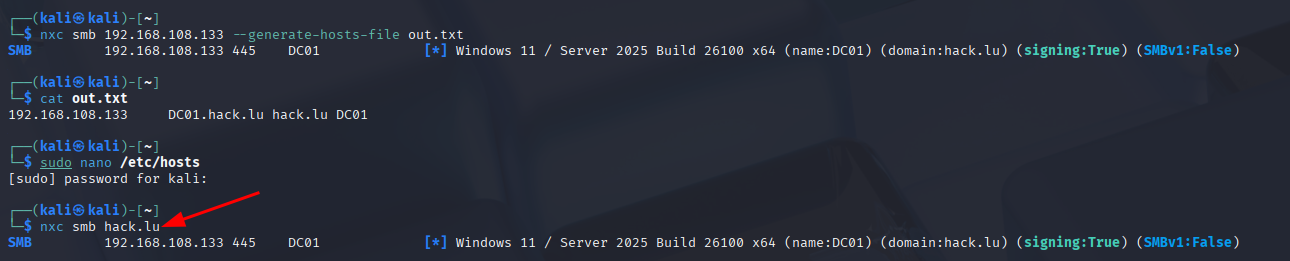 ┌──(kali㉿kali)-[~]
└─$ nxc smb 192.168.108.133 --generate-hosts-file out.txt
SMB         192.168.108.133 445    DC01             [*] Windows 11 / Server 2025 Build 26100 x64 (name:DC01) (domain:hack.lu) (signing:True) (SMBv1:False)
┌──(kali㉿kali)-[~]
└─$ cat out.txt
192.168.108.133     DC01.hack.lu hack.lu DC01
┌──(kali㉿kali)-[~]
└─$ sudo nano /etc/hosts
[sudo] password for kali:
┌──(kali㉿kali)-[~]
└─$ nxc smb hack.lu
SMB         192.168.108.133 445    DC01             [*] Windows 11 / Server 2025 Build 26100 x64 (name:DC01) (domain:hack.lu) (signing:True) (SMBv1:False)